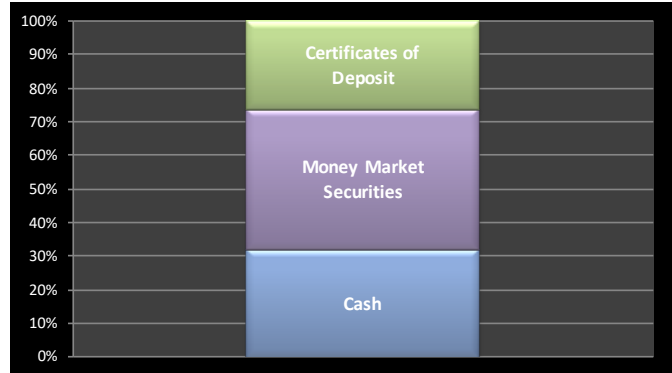 100%
90%
80%
70%
60%
50%
40%
30%
20%
10%
0%
Certificates of
Deposit
Money Market
Securities
Cash